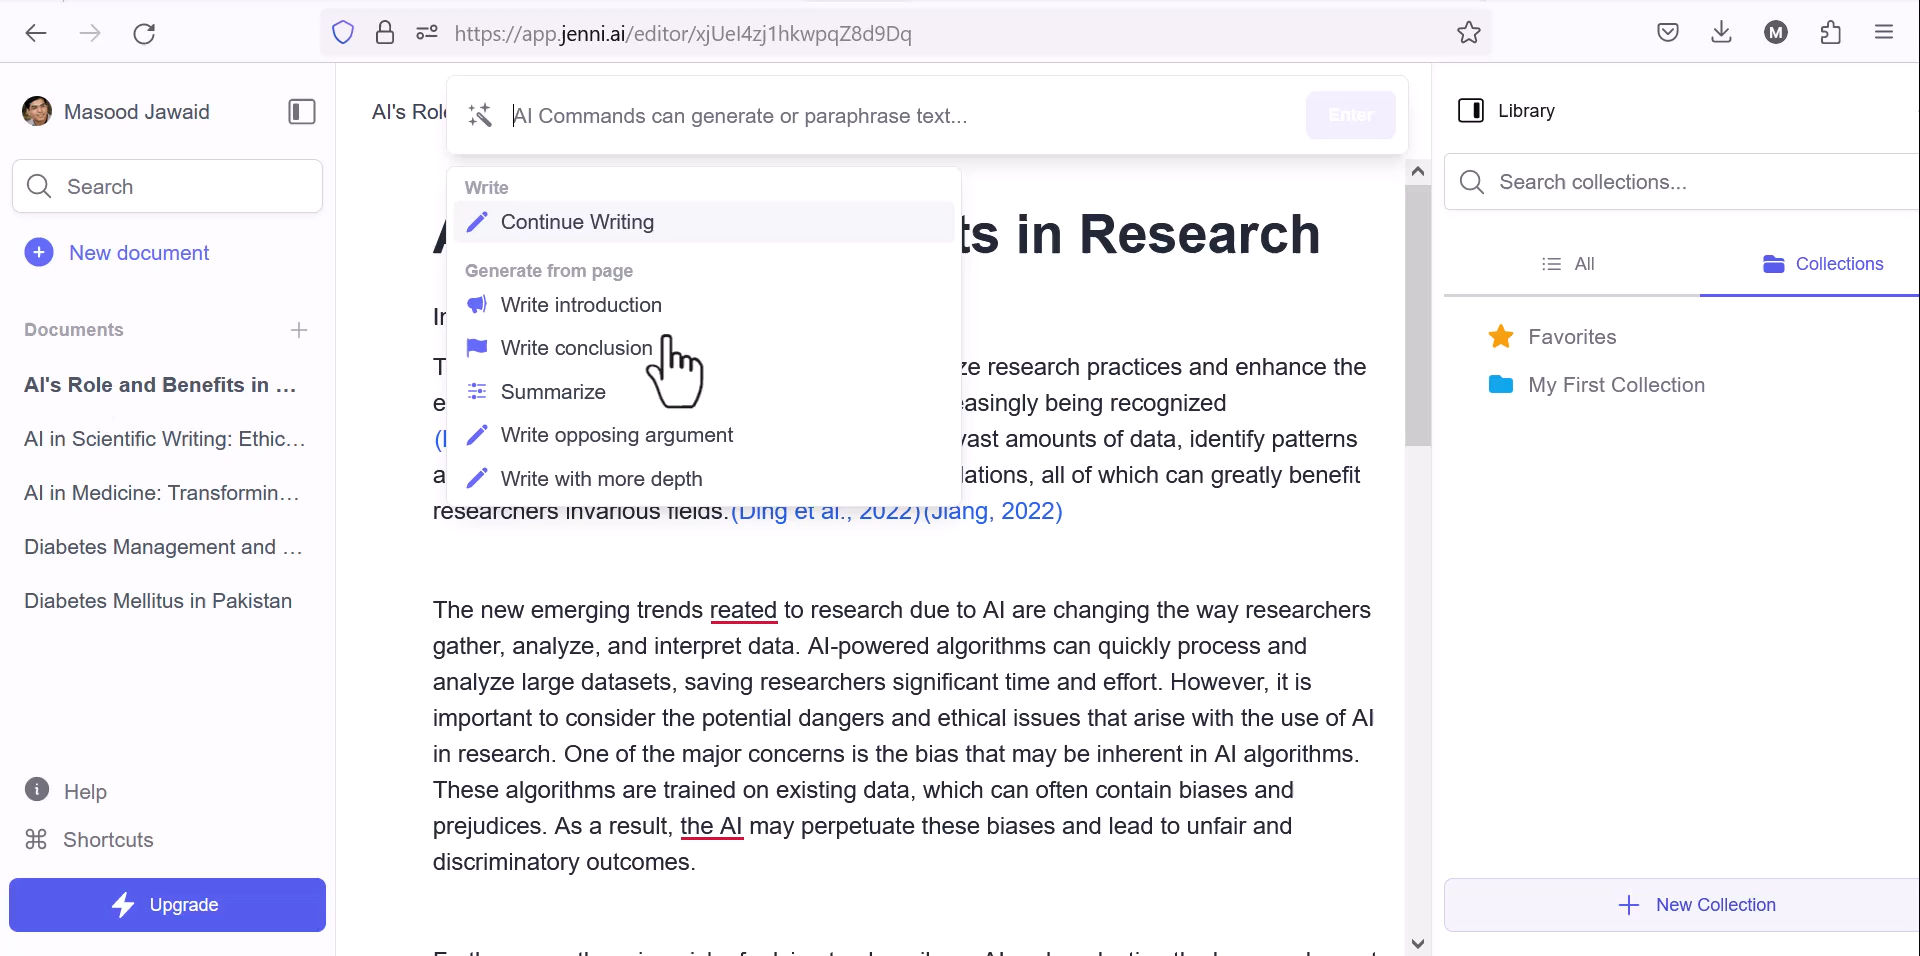 https://app.jenni.ai/editor/xjUel4zj1hkwpqZ8d9Dq
M
Masood Jawaid
Search
New document
Documents
AI's Role and Benefits in ...
AI in Scientific Writing: Ethic...
AI in Medicine: Transformin...
Diabetes Management and ...
Diabetes Mellitus in Pakistan
Help
Shortcuts
Upgrade
AI's Role
AI Commands can generate or paraphrase text...
Enter
Write
Continue Writing
Generate from page
Write introduction
Write conclusion
Summarize
Write opposing argument
Write with more depth
ts in Research
ze research practices and enhance the
easingly being recognized
vast amounts of data, identify patterns
lations, all of which can greatly benefit
researchers invarious fields.(Ding et al., 2022)(Jiang, 2022)
The new emerging trends reated to research due to AI are changing the way researchers
gather, analyze, and interpret data. AI-powered algorithms can quickly process and
analyze large datasets, saving researchers significant time and effort. However, it is
important to consider the potential dangers and ethical issues that arise with the use of AI
in research. One of the major concerns is the bias that may be inherent in AI algorithms.
These algorithms are trained on existing data, which can often contain biases and
prejudices. As a result, the AI may perpetuate these biases and lead to unfair and
discriminatory outcomes.
Library
Search collections...
All
Collections
Favorites
My First Collection
New Collection